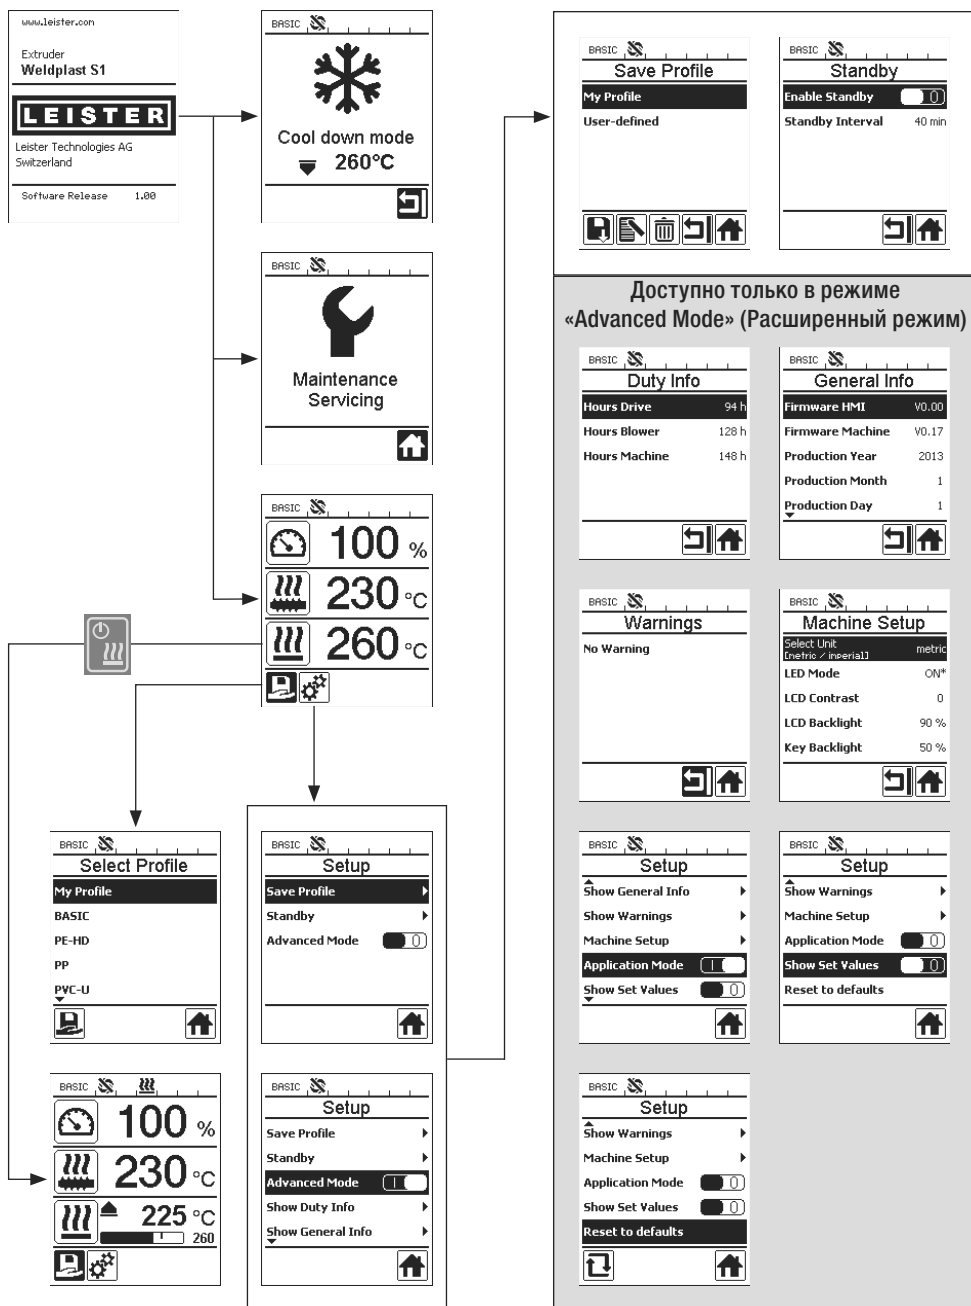 www.leister.com
Extruder
Weldplast S1
LEISTER
Leister Technologies AG
Switzerland
Software Release 1.00
BASIC
Cool down mode
260°C
BASIC
Maintenance
Servicing
BASIC
100 %
230 °C
260 °C
BASIC
Select Profile
My Profile
BASIC
PE-HD
PP
PVC-U
BASIC
Setup
Save Profile
Standby
Advanced Mode 0
BASIC
100 %
230 °C
225 °C
260
BASIC
Setup
Save Profile
Standby
Advanced Mode
Show Duty Info
Show General Info
BASIC
Save Profile
My Profile
User-defined
BASIC
Standby
Enable Standby 0
Standby Interval 40 min
Доступно только в режиме
«Advanced Mode» (Расширенный режим)
BASIC
Duty Info
Hours Drive 94 h
Hours Blower 128 h
Hours Machine 148 h
BASIC
General Info
Firmware HMI V0.00
Firmware Machine V0.17
Production Year 2013
Production Month 1
Production Day 1
BASIC
Warnings
No Warning
BASIC
Machine Setup
Select Unit metric
[metric / imperial]
LED Mode ON*
LCD Contrast 0
LCD Backlight 90 %
Key Backlight 50 %
BASIC
Setup
Show General Info
Show Warnings
Machine Setup
Application Mode
Show Set Values 0
BASIC
Setup
Show Warnings
Machine Setup
Application Mode 0
Show Set Values 0
Reset to defaults
BASIC
Setup
Show Warnings
Machine Setup
Application Mode 0
Show Set Values 0
Reset to defaults